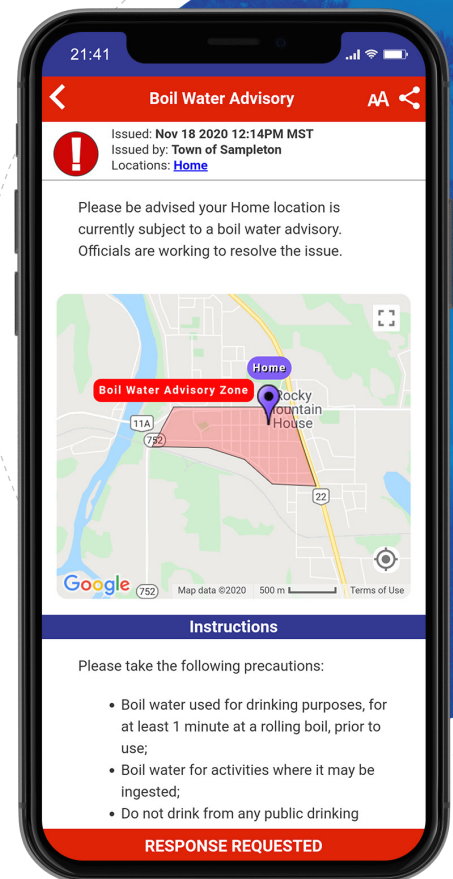 21:41
Boil Water Advisory
AA
Issued: Nov 18 2020 12:14PM MST
Issued by: Town of Sampleton
Locations: Home
Please be advised your Home location is
currently subject to a boil water advisory.
Officials are working to resolve the issue.
Home
Boil Water Advisory Zone
Rocky
Mountain
House
11A
752
22
Google
752
Map data ©2020
500 m
Terms of Use
Instructions
Please take the following precautions:
• Boil water used for drinking purposes, for
at least 1 minute at a rolling boil, prior to
use;
• Boil water for activities where it may be
ingested;
• Do not drink from any public drinking
RESPONSE REQUESTED